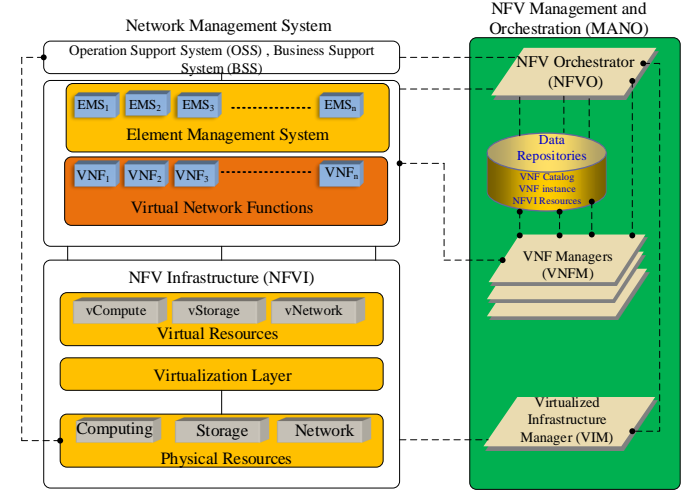 Network Management System
Operation Support System (OSS) , Business Support
System (BSS)
EMS1 EMS2 EMS3 EMSn
Element Management System
VNF1 VNF2 VNF3 VNFn
Virtual Network Functions
NFV Infrastructure (NFVI)
vCompute vStorage vNetwork
Virtual Resources
Virtualization Layer
Computing Storage Network
Physical Resources
NFV Management and
Orchestration (MANO)
NFV Orchestrator
(NFVO)
Data
Repositories
VNF Catalog
VNF instance
NFVI Resources
VNF Managers
(VNFM)
Virtualized
Infrastructure
Manager (VIM)